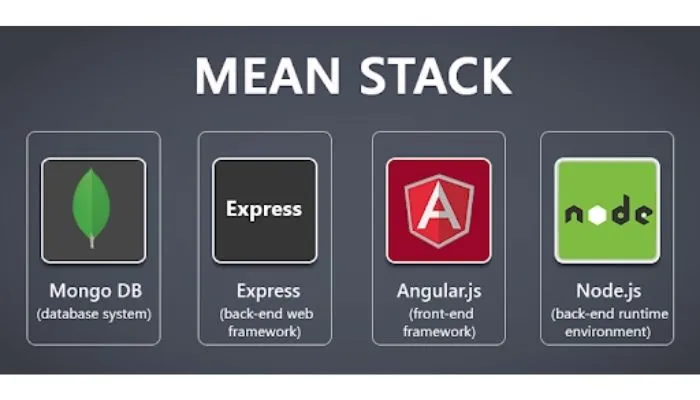 MEAN STACK
Express
A
node
Mongo DB
(database system)
Express
(back-end web
framework)
Angular.js
(front-end
framework)
Node.js
(back-end runtime
environment)